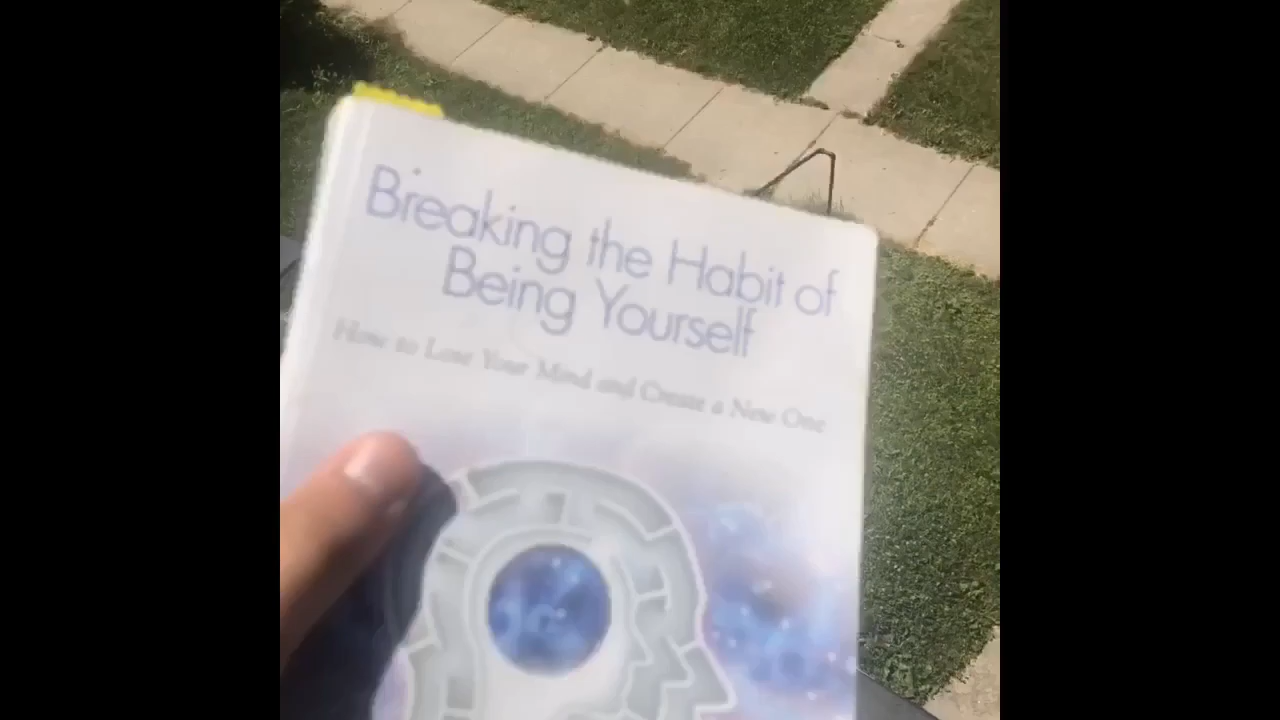 Breaking the Habit of
Being Yourself
How to Lose Your Mind and Create a New One